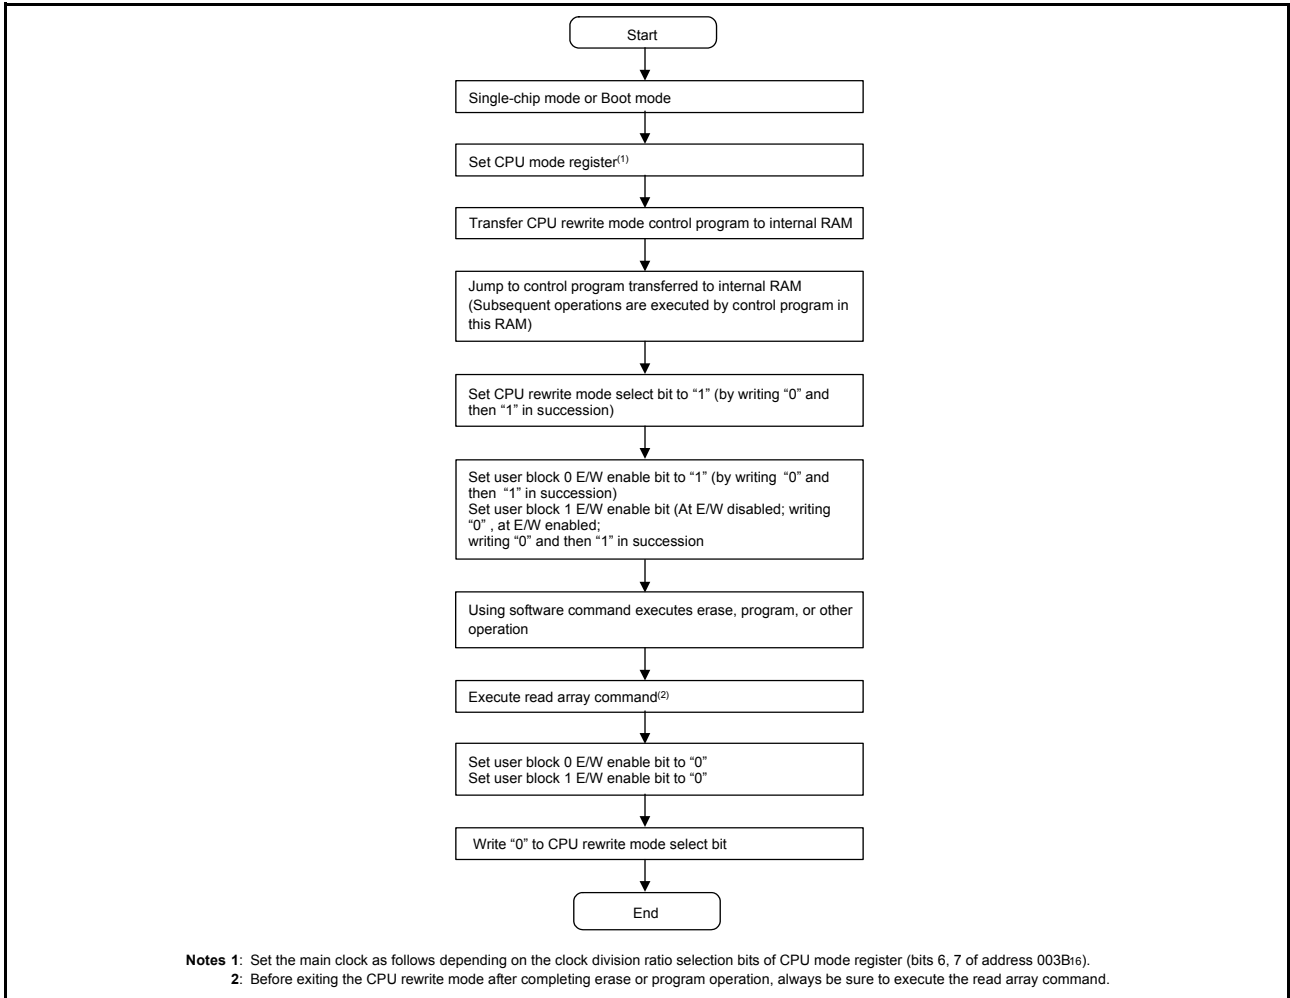 Start
Single-chip mode or Boot mode
Set CPU mode register(1)
Transfer CPU rewrite mode control program to internal RAM
Jump to control program transferred to internal RAM
(Subsequent operations are executed by control program in
this RAM)
Set CPU rewrite mode select bit to “1” (by writing “0” and
then “1” in succession)
Set user block 0 E/W enable bit to “1” (by writing “0” and
then “1” in succession)
Set user block 1 E/W enable bit (At E/W disabled; writing
“0” , at E/W enabled;
writing “0” and then “1” in succession
Using software command executes erase, program, or other
operation
Execute read array command(2)
Set user block 0 E/W enable bit to “0”
Set user block 1 E/W enable bit to “0”
Write “0” to CPU rewrite mode select bit
End
Notes 1: Set the main clock as follows depending on the clock division ratio selection bits of CPU mode register (bits 6, 7 of address 003B16).
2: Before exiting the CPU rewrite mode after completing erase or program operation, always be sure to execute the read array command.